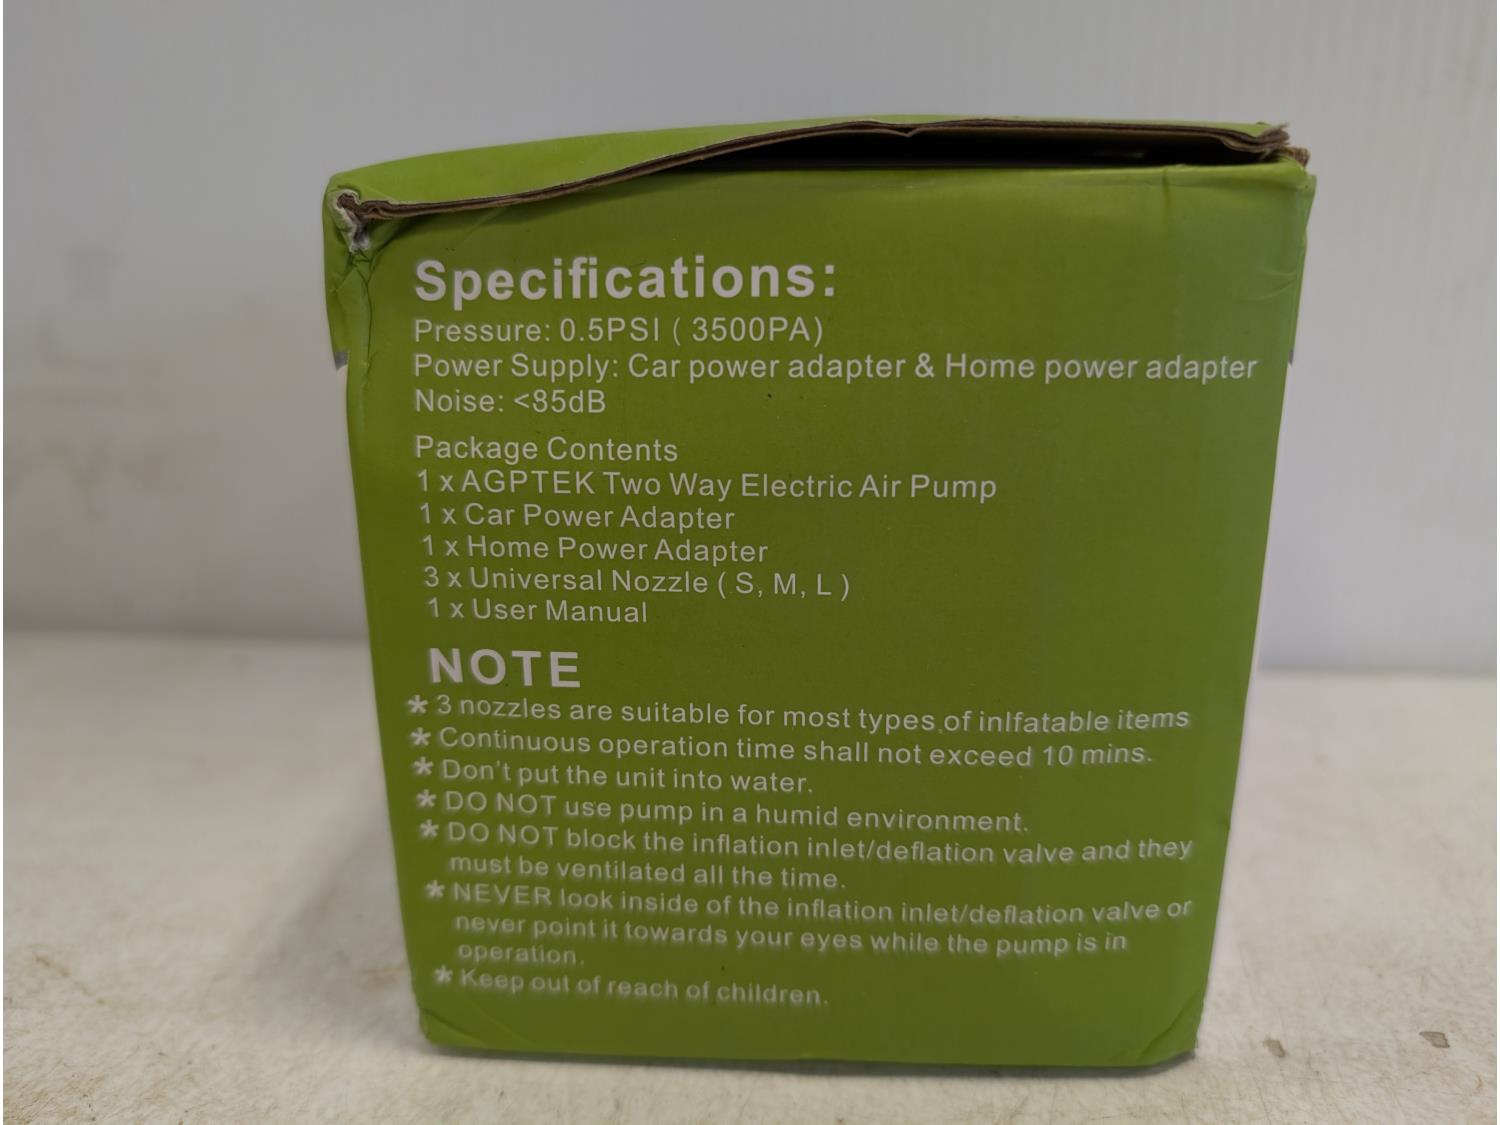 Specifications:
Pressure: 0.5PSI ( 3500PA)
Power Supply: Car power adapter & Home power adapter
Noise: <85dB
Package Contents
1 x AGPTEK Two Way Electric Air Pump
1 x Car Power Adapter
1 x Home Power Adapter
3 x Universal Nozzle ( S, M, L )
1 x User Manual
NOTE
* 3 nozzles are suitable for most types of inlfatable items
* Continuous operation time shall not exceed 10 mins.
* Don't put the unit into water.
* DO NOT use pump in a humid environment.
* DO NOT block the inflation inlet/deflation valve and they
must be ventilated all the time.
* NEVER look inside of the inflation inlet/deflation valve or
never point it towards your eyes while the pump is in
operation.
* Keep out of reach of children.